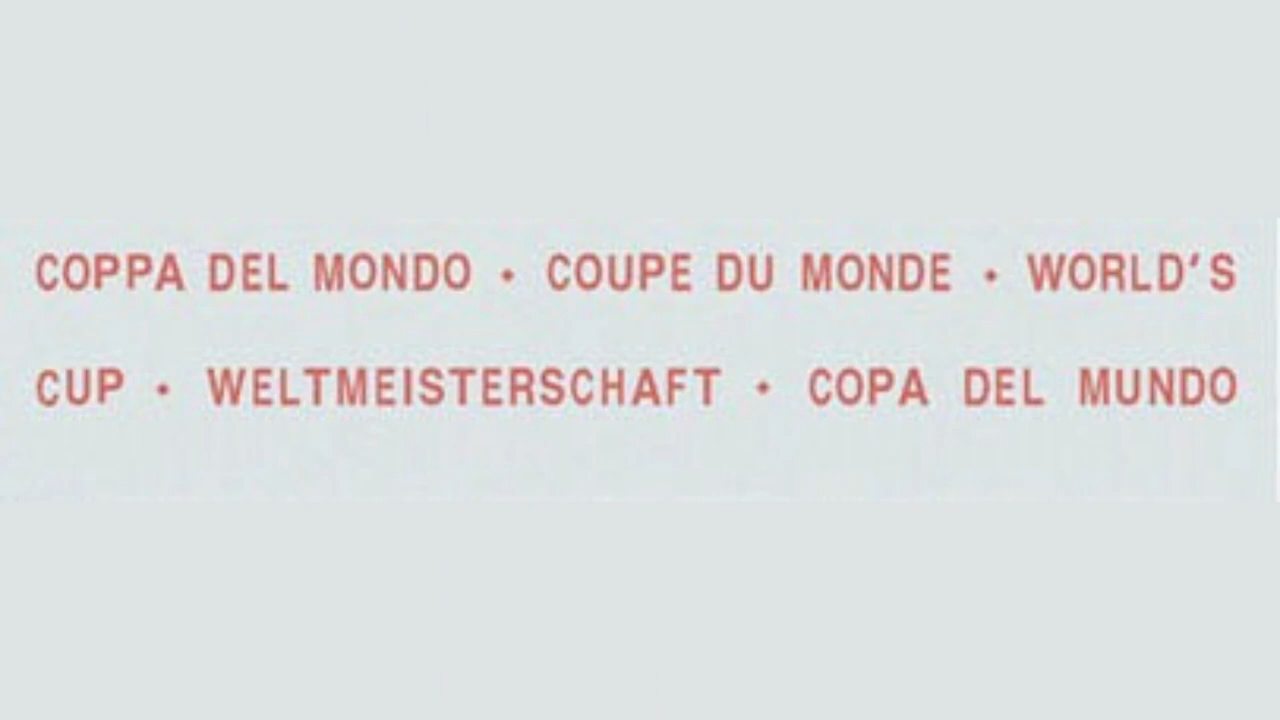 COPPA DEL MONDO • COUPE DU MONDE • WORLD'S
CUP • WELTMEISTERSCHAFT • COPA DEL MUNDO